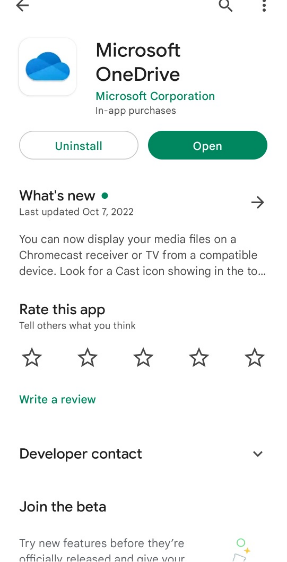 Microsoft
OneDrive
Microsoft Corporation
In-app purchases
Uninstall
Open
What's new
Last updated Oct 7, 2022
You can now display your media files on a
Chromecast receiver or TV from a compatible
device. Look for a Cast icon showing in the to...
Rate this app
Tell others what you think
Write a review
Developer contact
Join the beta
Try new features before they're
officially released and give your